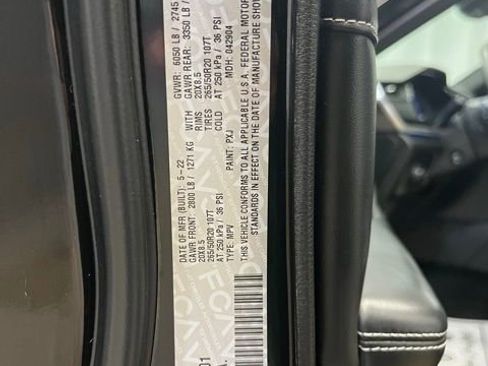 DATE OF MFR (BUILT): 5-22 GVWR: 6050 LB / 2745
GAWR FRONT: 2800 LB / 1271 KG WITH GAWR REAR: 3350 LB /
20X8.5 RIMS 20X8.5
265/50R20 107T TIRES 265/50R20 107T
AT 250 kPa / 36 PSI COLD AT 250 kPa / 36 PSI
TYPE: MPV PAINT: PXJ MDH: 042904
THIS VEHICLE CONFORMS TO ALL APPLICABLE U.S.A. FEDERAL MOTOR
STANDARDS IN EFFECT ON THE DATE OF MANUFACTURE SHOW
FCA
01
A.